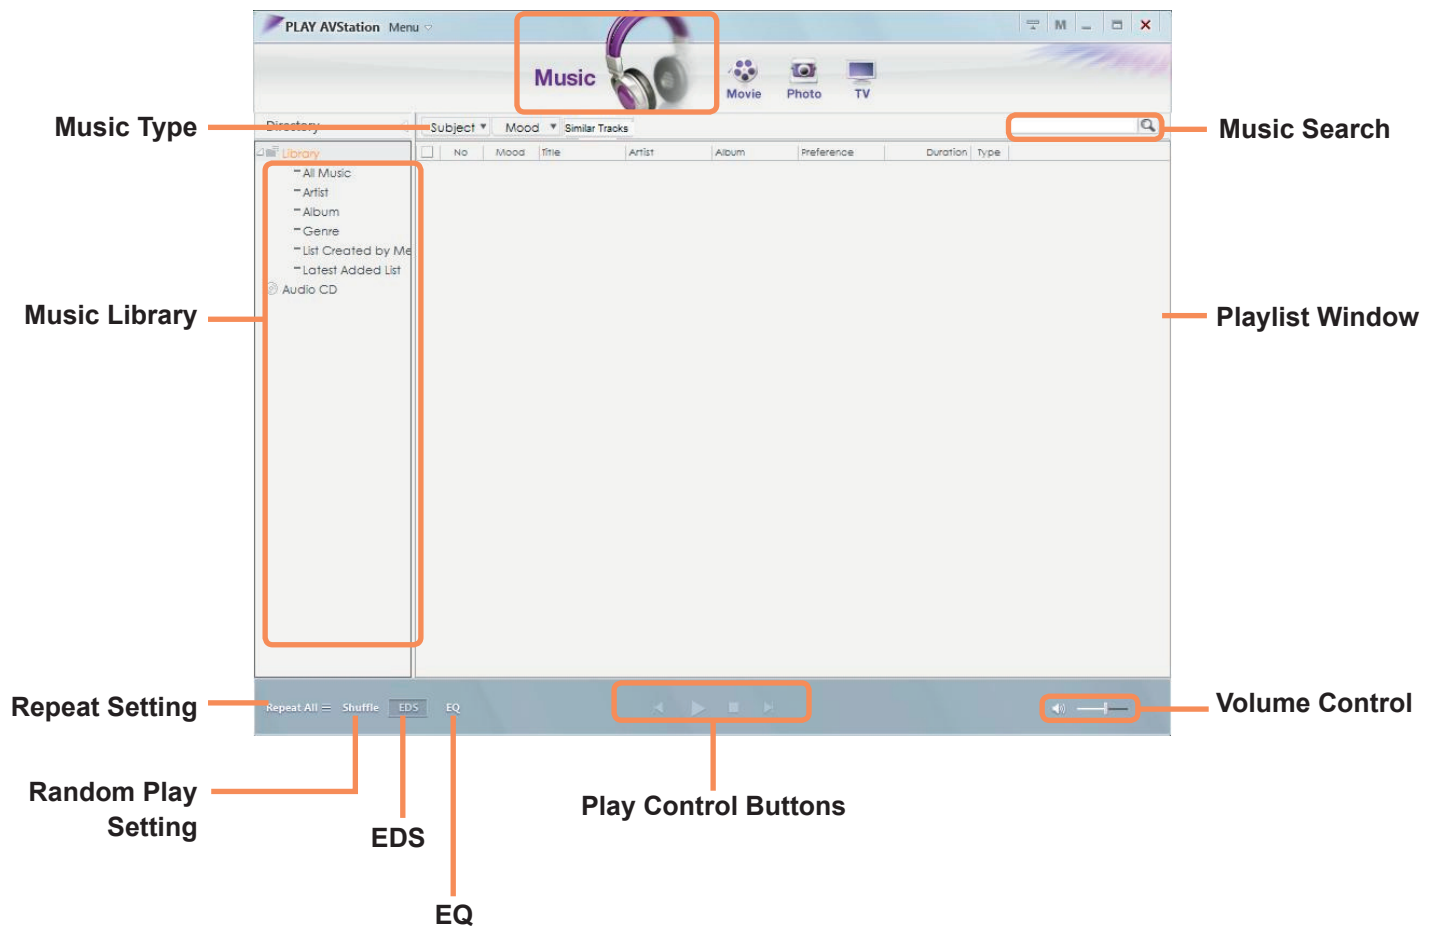 PLAY AVStation Menu
M
Music
Movie Photo TV
Music Type
Directory
Subject Mood Similar Tracks
Music Search
Library
No Mood Title Artist Album Preference Duration Type
All Music
Artist
Album
Genre
List Created by Me
Latest Added List
Audio CD
Music Library
Playlist Window
Repeat Setting
Repeat All Shuffle EDS EQ
Volume Control
Random Play
Setting
Play Control Buttons
EDS
EQ